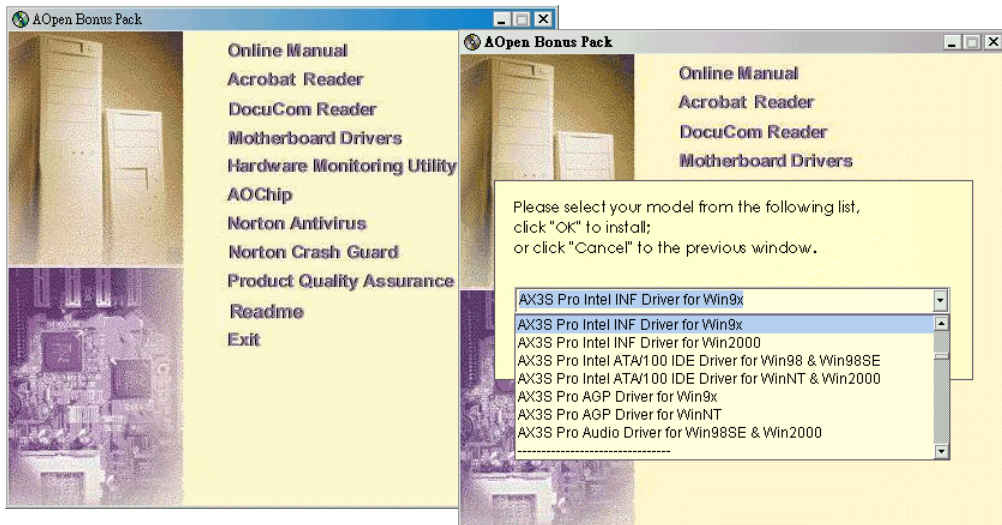 AOpen Bonus Pack
Online Manual
Acrobat Reader
DocuCom Reader
Motherboard Drivers
Hardware Monitoring Utility
AOChip
Norton Antivirus
Norton Crash Guard
Product Quality Assurance
Readme
Exit
AOpen Bonus Pack
Online Manual
Acrobat Reader
DocuCom Reader
Motherboard Drivers
Please select your model from the following list,
click "OK" to install;
or click "Cancel" to the previous window.
AX3S Pro Intel INF Driver for Win9x
AX3S Pro Intel INF Driver for Win9x
AX3S Pro Intel INF Driver for Win2000
AX3S Pro Intel ATA/100 IDE Driver for Win98 & Win98SE
AX3S Pro Intel ATA/100 IDE Driver for WinNT & Win2000
AX3S Pro AGP Driver for Win9x
AX3S Pro AGP Driver for WinNT
AX3S Pro Audio Driver for Win98SE & Win2000
--------------------------------